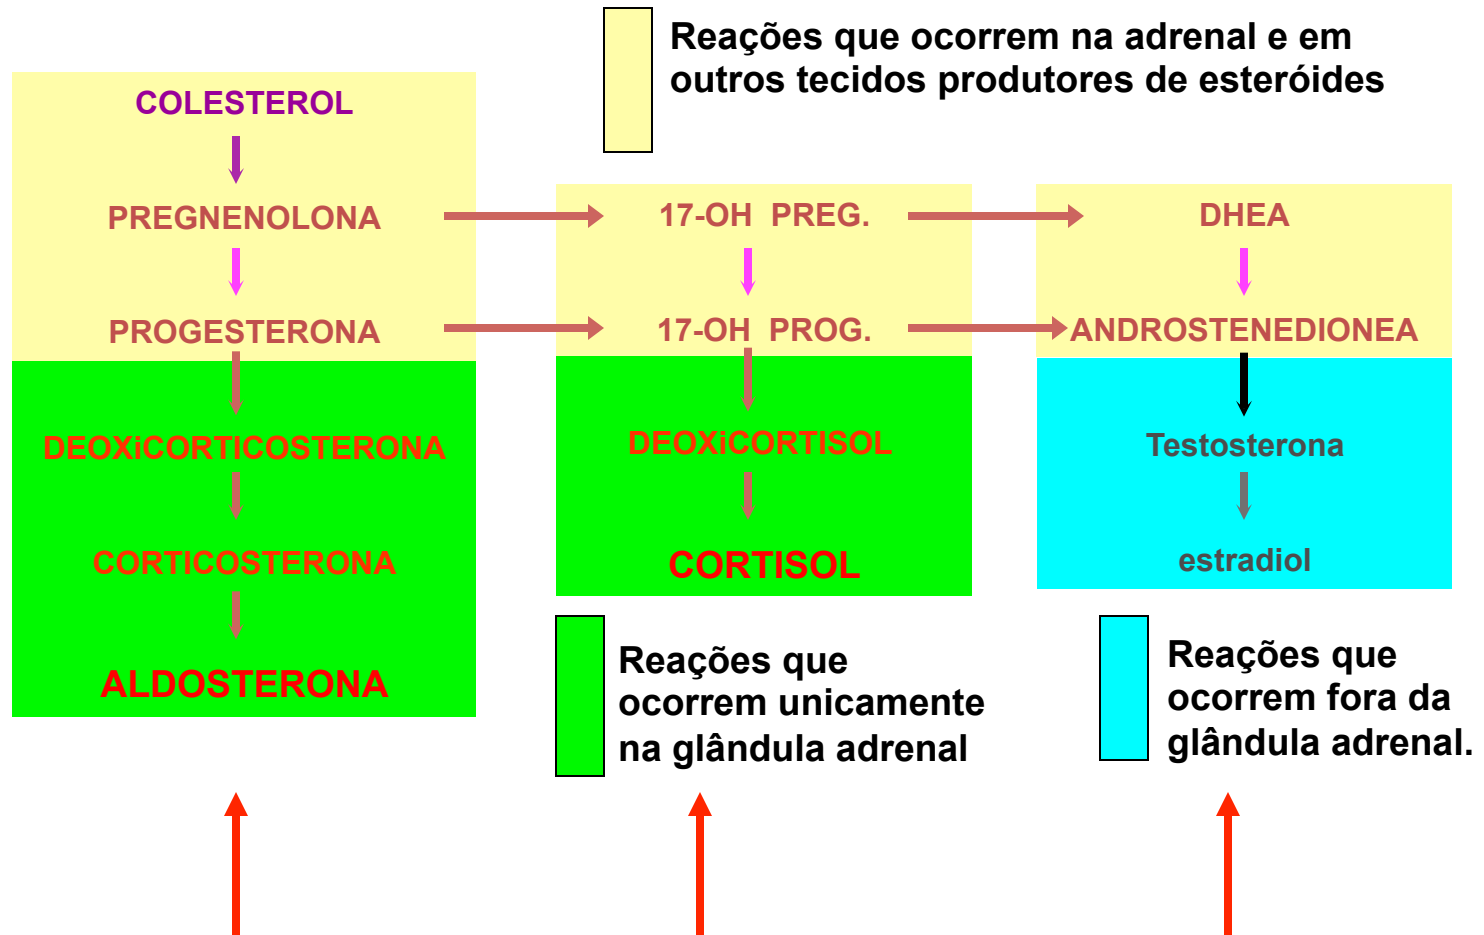 Reações que ocorrem na adrenal e em
outros tecidos produtores de esteróides
COLESTEROL
PREGNENOLONA
17-OH PREG.
DHEA
PROGESTERONA
17-OH PROG.
ANDROSTENEDIONEA
DEOXiCORTICOSTERONA
DEOXiCORTISOL
Testosterona
CORTICOSTERONA
CORTISOL
estradiol
ALDOSTERONA
Reações que
ocorrem unicamente
na glândula adrenal
Reações que
ocorrem fora da
glândula adrenal.